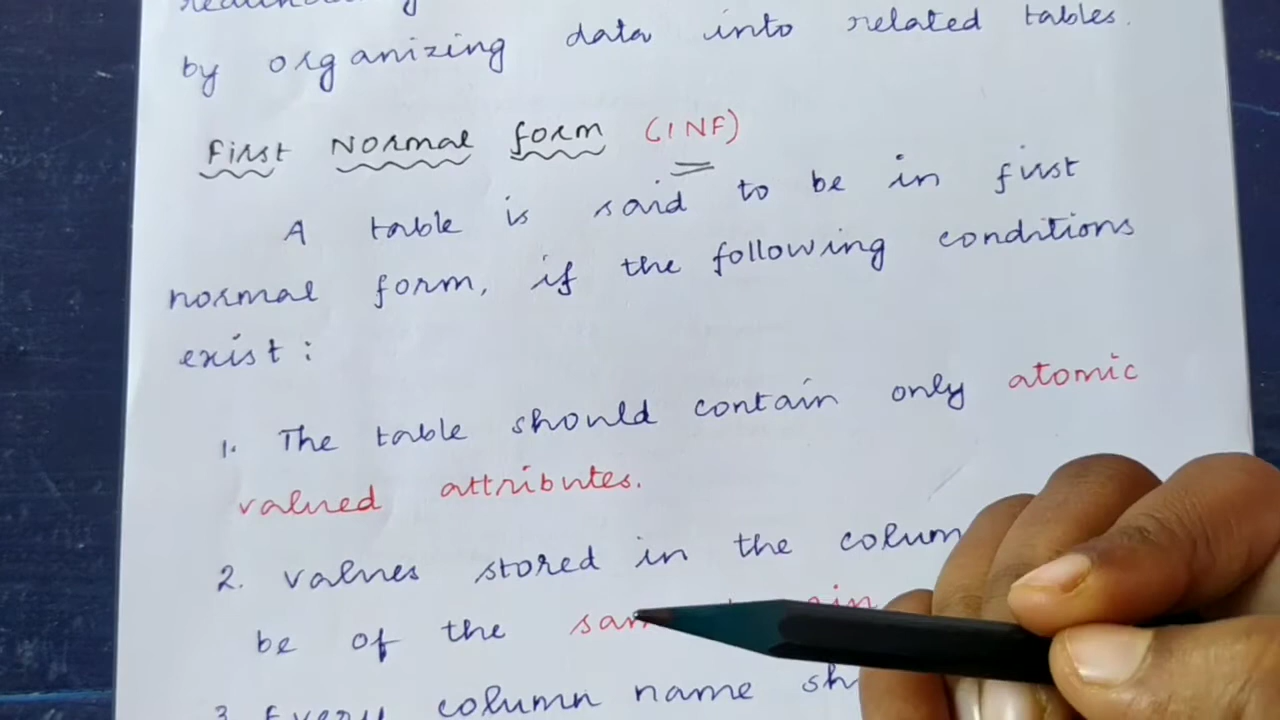 by organizing data into related tables.
First Normal form (1NF)
A table is said to be in first
normal form, if the following conditions
exist:
1. The table should contain only atomic
valued attributes.
2. Values stored in the
be of the
3. Every column name